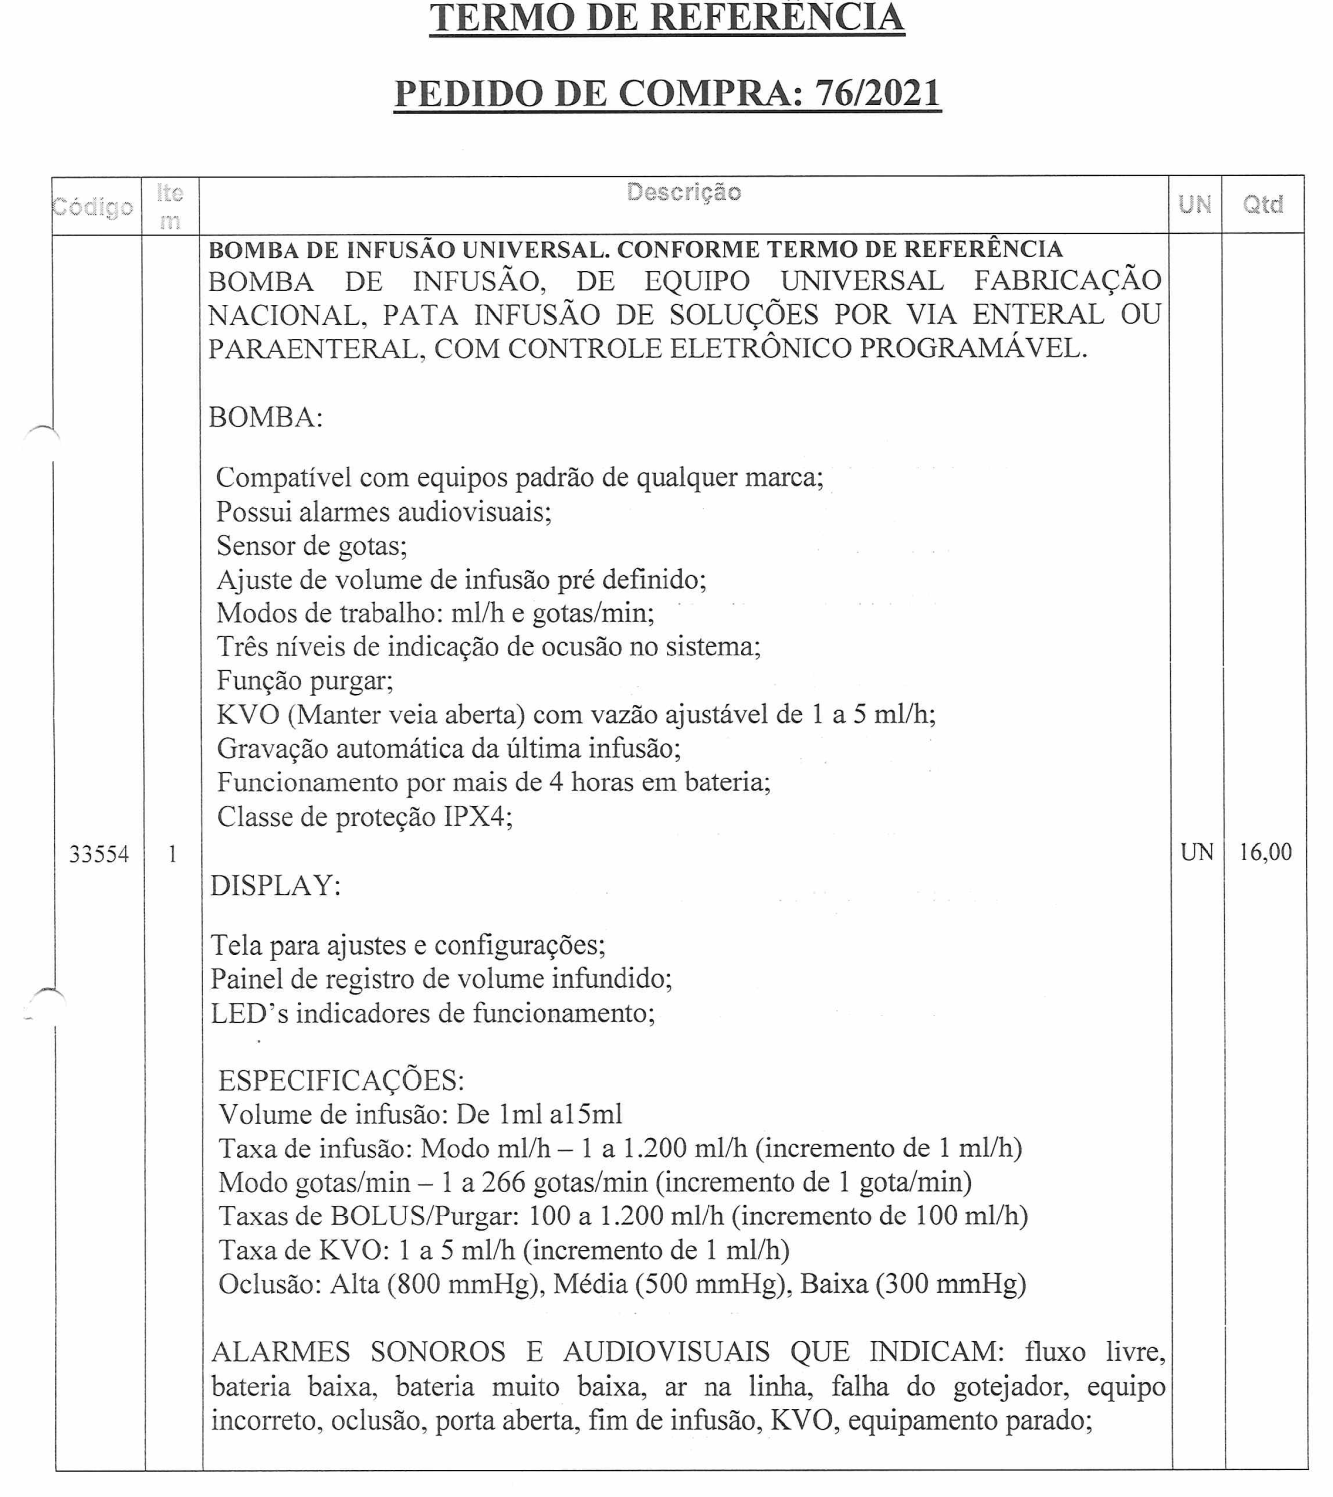 TERMO DE REFERÊNCIA
PEDIDO DE COMPRA: 76/2021
Código
Ite
m
Descrição
UN
Qtd
BOMBA DE INFUSÃO UNIVERSAL. CONFORME TERMO DE REFERÊNCIA
BOMBA DE INFUSÃO, DE EQUIPO UNIVERSAL FABRICAÇÃO
NACIONAL, PATA INFUSÃO DE SOLUÇÕES POR VIA ENTERAL OU
PARAENTERAL, COM CONTROLE ELETRÔNICO PROGRAMÁVEL.
BOMBA:
Compatível com equipos padrão de qualquer marca;
Possui alarmes audiovisuais;
Sensor de gotas;
Ajuste de volume de infusão pré definido;
Modos de trabalho: ml/h e gotas/min;
Três níveis de indicação de ocusão no sistema;
Função purgar;
KVO (Manter veia aberta) com vazão ajustável de 1 a 5 ml/h;
Gravação automática da última infusão;
Funcionamento por mais de 4 horas em bateria;
Classe de proteção IPX4;
33554
1
UN
16,00
DISPLAY:
Tela para ajustes e configurações;
Painel de registro de volume infundido;
LED's indicadores de funcionamento;
ESPECIFICAÇÕES:
Volume de infusão: De 1ml a15ml
Taxa de infusão: Modo ml/h – 1 a 1.200 ml/h (incremento de 1 ml/h)
Modo gotas/min – 1 a 266 gotas/min (incremento de 1 gota/min)
Taxas de BOLUS/Purgar: 100 a 1.200 ml/h (incremento de 100 ml/h)
Taxa de KVO: 1 a 5 ml/h (incremento de 1 ml/h)
Oclusão: Alta (800 mmHg), Média (500 mmHg), Baixa (300 mmHg)
ALARMES SONOROS E AUDIOVISUAIS QUE INDICAM: fluxo livre,
bateria baixa, bateria muito baixa, ar na linha, falha do gotejador, equipo
incorreto, oclusão, porta aberta, fim de infusão, KVO, equipamento parado;